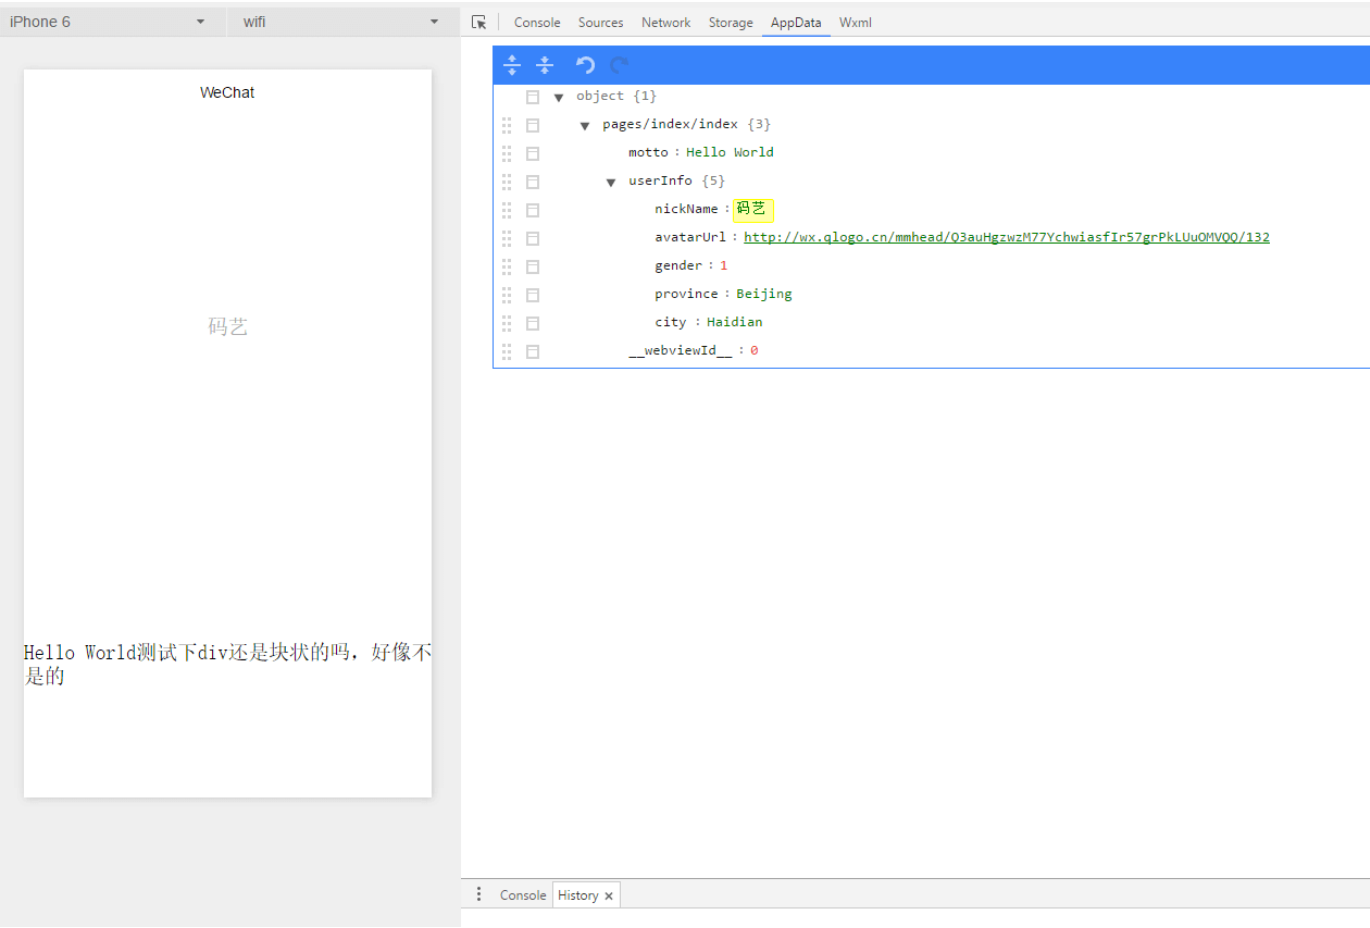 iPhone 6 wifi
Console Sources Network Storage AppData Wxml
WeChat
码艺
Hello World测试下div还是块状的吗，好像不
是的
object {1}
pages/index/index {3}
motto : Hello World
userInfo {5}
nickName : 码艺
avatarUrl : http://wx.qlogo.cn/mmhead/Q3auHgzwzM77YchwiasfIr57grPkLUuOMVQQ/132
gender : 1
province : Beijing
city : Haidian
__webviewId__ : 0
Console History ×